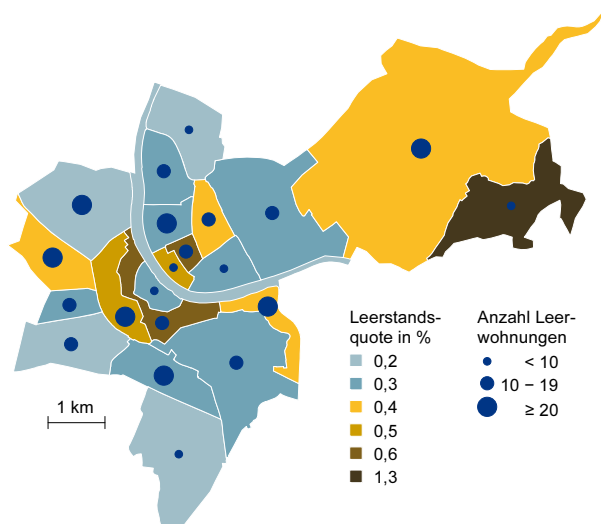 Leerstands-
quote in %
0,2
0,3
0,4
0,5
0,6
1,3
Anzahl Leer-
wohnungen
< 10
10 – 19
≥ 20
1 km